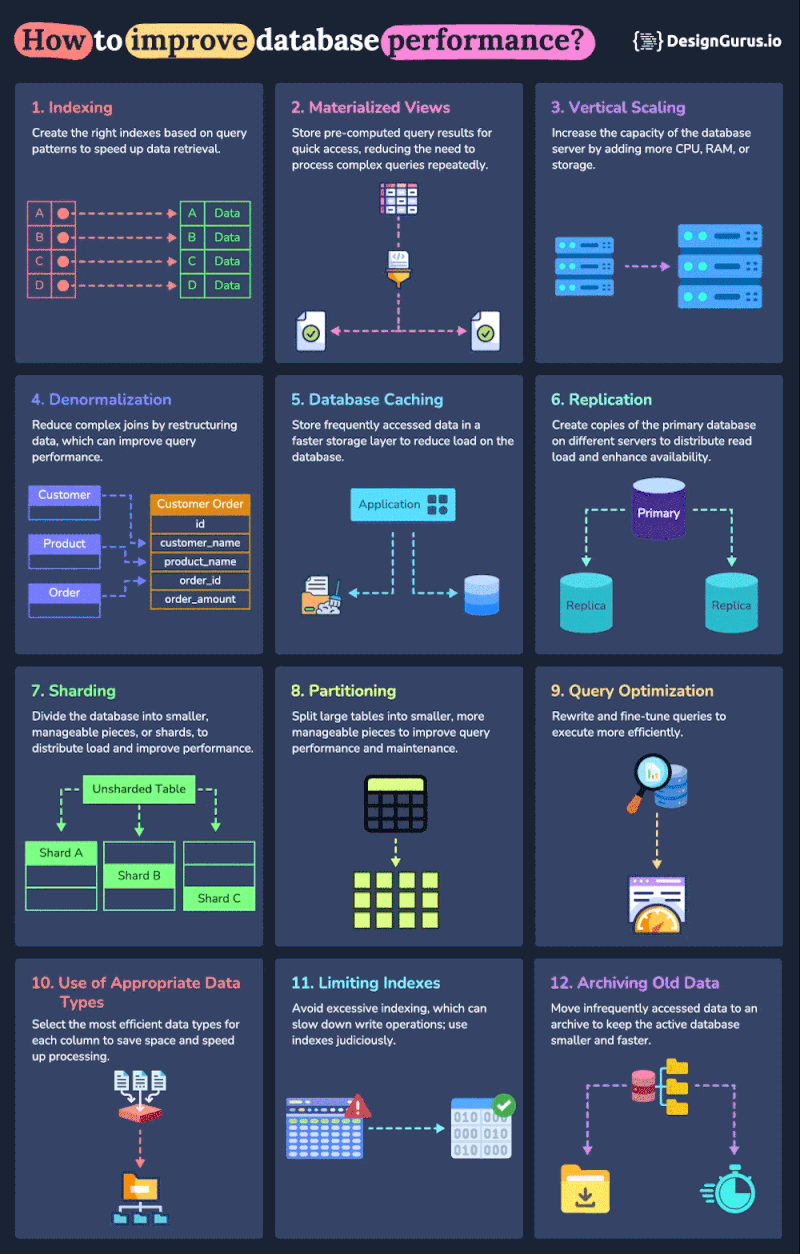 How to improve database performance?
{} DesignGurus.io
1. Indexing
Create the right indexes based on query
patterns to speed up data retrieval.
A
A Data
B
B Data
C
C Data
D
D Data
2. Materialized Views
Store pre-computed query results for
quick access, reducing the need to
process complex queries repeatedly.
</>
3. Vertical Scaling
Increase the capacity of the database
server by adding more CPU, RAM, or
storage.
4. Denormalization
Reduce complex joins by restructuring
data, which can improve query
performance.
Customer
Product
Order
Customer Order
id
customer_name
product_name
order_id
order_amount
5. Database Caching
Store frequently accessed data in a
faster storage layer to reduce load on the
database.
Application
6. Replication
Create copies of the primary database
on different servers to distribute read
load and enhance availability.
Primary
Replica
Replica
7. Sharding
Divide the database into smaller,
manageable pieces, or shards, to
distribute load and improve performance.
Unsharded Table
Shard A
Shard B
Shard C
8. Partitioning
Split large tables into smaller, more
manageable pieces to improve query
performance and maintenance.
9. Query Optimization
Rewrite and fine-tune queries to
execute more efficiently.
10. Use of Appropriate Data
Types
Select the most efficient data types for
each column to save space and speed
up processing.
11. Limiting Indexes
Avoid excessive indexing, which can
slow down write operations; use
indexes judiciously.
010 000
000 010
010 000
12. Archiving Old Data
Move infrequently accessed data to an
archive to keep the active database
smaller and faster.